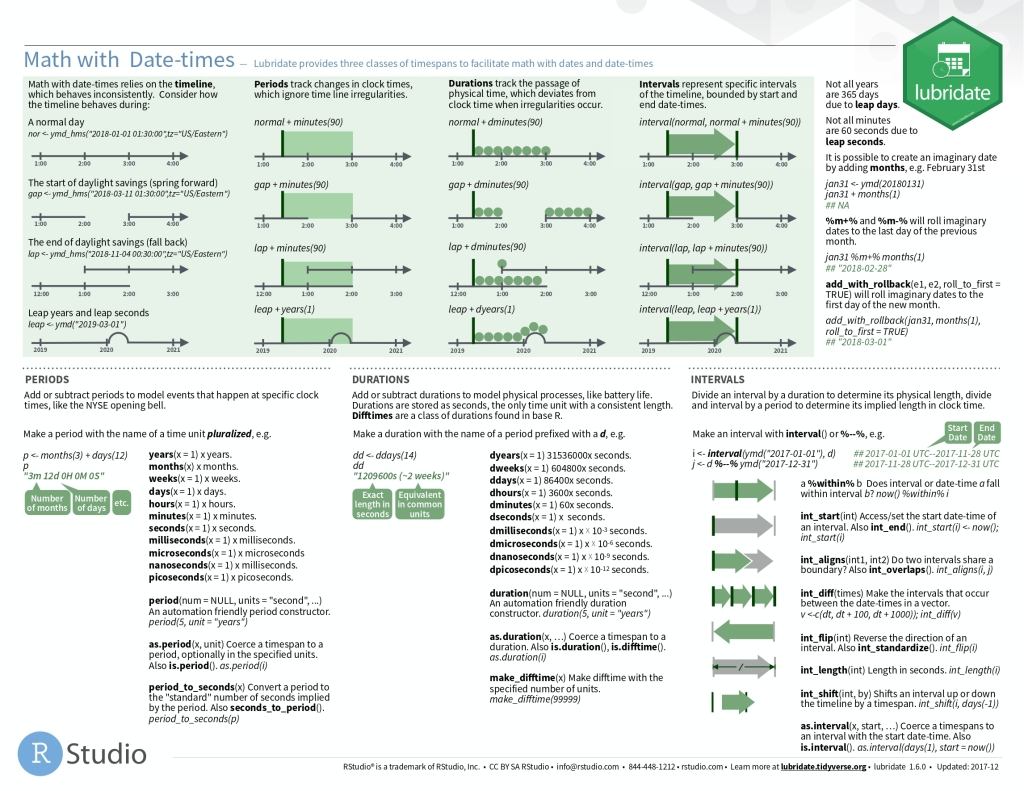 Math with Date-times – Lubridate provides three classes of timespans to facilitate math with dates and date-times
lubridate
Math with date-times relies on the timeline,
which behaves inconsistently. Consider how
the timeline behaves during:
A normal day
nor <- ymd_hms("2018-01-01 01:30:00",tz="US/Eastern")
1:00 2:00 3:00 4:00
The start of daylight savings (spring forward)
gap <- ymd_hms("2018-03-11 01:30:00",tz="US/Eastern")
1:00 2:00 3:00 4:00
The end of daylight savings (fall back)
lap <- ymd_hms("2018-11-04 00:30:00",tz="US/Eastern")
12:00 1:00 2:00 3:00
Leap years and leap seconds
leap <- ymd("2019-03-01")
2019 2020 2021
Periods track changes in clock times,
which ignore time line irregularities.
normal + minutes(90)
1:00 2:00 3:00 4:00
gap + minutes(90)
1:00 2:00 3:00 4:00
lap + minutes(90)
12:00 1:00 2:00 3:00
leap + years(1)
2019 2020 2021
Durations track the passage of
physical time, which deviates from
clock time when irregularities occur.
normal + dminutes(90)
1:00 2:00 3:00 4:00
gap + dminutes(90)
1:00 2:00 3:00 4:00
lap + dminutes(90)
12:00 1:00 2:00 3:00
leap + dyears(1)
2019 2020 2021
Intervals represent specific intervals
of the timeline, bounded by start and
end date-times.
interval(normal, normal + minutes(90))
1:00 2:00 3:00 4:00
interval(gap, gap + minutes(90))
1:00 2:00 3:00 4:00
interval(lap, lap + minutes(90))
12:00 1:00 2:00 3:00
interval(leap, leap + years(1))
2019 2020 2021
Not all years
are 365 days
due to leap days.
Not all minutes
are 60 seconds due to
leap seconds.
It is possible to create an imaginary date
by adding months, e.g. February 31st
jan31 <- ymd(20180131)
jan31 + months(1)
## NA
%m+% and %m-% will roll imaginary
dates to the last day of the previous
month.
jan31 %m+% months(1)
## "2018-02-28"
add_with_rollback(e1, e2, roll_to_first =
TRUE) will roll imaginary dates to the
first day of the new month.
add_with_rollback(jan31, months(1),
roll_to_first = TRUE)
## "2018-03-01"
PERIODS
Add or subtract periods to model events that happen at specific clock
times, like the NYSE opening bell.
Make a period with the name of a time unit pluralized, e.g.
p <- months(3) + days(12)
p
"3m 12d 0H 0M 0S"
Number
of months
Number
of days
etc.
years(x = 1) x years.
months(x) x months.
weeks(x = 1) x weeks.
days(x = 1) x days.
hours(x = 1) x hours.
minutes(x = 1) x minutes.
seconds(x = 1) x seconds.
milliseconds(x = 1) x milliseconds.
microseconds(x = 1) x microseconds
nanoseconds(x = 1) x milliseconds.
picoseconds(x = 1) x picoseconds.
period(num = NULL, units = "second", ...)
An automation friendly period constructor.
period(5, unit = "years")
as.period(x, unit) Coerce a timespan to a
period, optionally in the specified units.
Also is.period(). as.period(i)
period_to_seconds(x) Convert a period to
the "standard" number of seconds implied
by the period. Also seconds_to_period().
period_to_seconds(p)
DURATIONS
Add or subtract durations to model physical processes, like battery life.
Durations are stored as seconds, the only time unit with a consistent length.
Difftimes are a class of durations found in base R.
Make a duration with the name of a period prefixed with a d, e.g.
dd <- ddays(14)
dd
"1209600s (~2 weeks)"
Exact
length in
seconds
Equivalent
in common
units
dyears(x = 1) 31536000x seconds.
dweeks(x = 1) 604800x seconds.
ddays(x = 1) 86400x seconds.
dhours(x = 1) 3600x seconds.
dminutes(x = 1) 60x seconds.
dseconds(x = 1) x seconds.
dmilliseconds(x = 1) x x 10-3 seconds.
dmicroseconds(x = 1) x x 10-6 seconds.
dnanoseconds(x = 1) x x 10-9 seconds.
dpicoseconds(x = 1) x x 10-12 seconds.
duration(num = NULL, units = "second", ...)
An automation friendly duration
constructor. duration(5, unit = "years")
as.duration(x, …) Coerce a timespan to a
duration. Also is.duration(), is.difftime().
as.duration(i)
make_difftime(x) Make difftime with the
specified number of units.
make_difftime(99999)
INTERVALS
Divide an interval by a duration to determine its physical length, divide
and interval by a period to determine its implied length in clock time.
Start
Date
End
Date
Make an interval with interval() or %--%, e.g.
i <- interval(ymd("2017-01-01"), d) ## 2017-01-01 UTC--2017-11-28 UTC
j <- d %--% ymd("2017-12-31") ## 2017-11-28 UTC--2017-12-31 UTC
a %within% b Does interval or date-time a fall
within interval b? now() %within% i
int_start(int) Access/set the start date-time of
an interval. Also int_end(). int_start(i) <- now();
int_start(i)
int_aligns(int1, int2) Do two intervals share a
boundary? Also int_overlaps(). int_aligns(i, j)
int_diff(times) Make the intervals that occur
between the date-times in a vector.
v <-c(dt, dt + 100, dt + 1000)); int_diff(v)
int_flip(int) Reverse the direction of an
interval. Also int_standardize(). int_flip(i)
int_length(int) Length in seconds. int_length(i)
int_shift(int, by) Shifts an interval up or down
the timeline by a timespan. int_shift(i, days(-1))
as.interval(x, start, …) Coerce a timespans to
an interval with the start date-time. Also
is.interval(). as.interval(days(1), start = now())
R Studio
RStudio® is a trademark of RStudio, Inc. • CC BY SA RStudio • info@rstudio.com • 844-448-1212 • rstudio.com • Learn more at lubridate.tidyverse.org • lubridate 1.6.0 • Updated: 2017-12